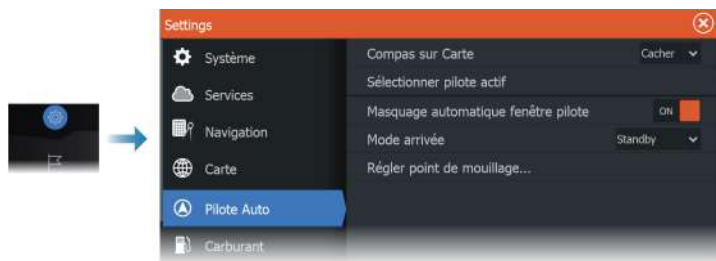 Settings
Système
Services
Navigation
Carte
Pilote Auto
Carburant
Compas sur Carte Cacher
Sélectionner pilote actif
Masquage automatique fenêtre pilote ON
Mode arrivée Standby
Régler point de mouillage...